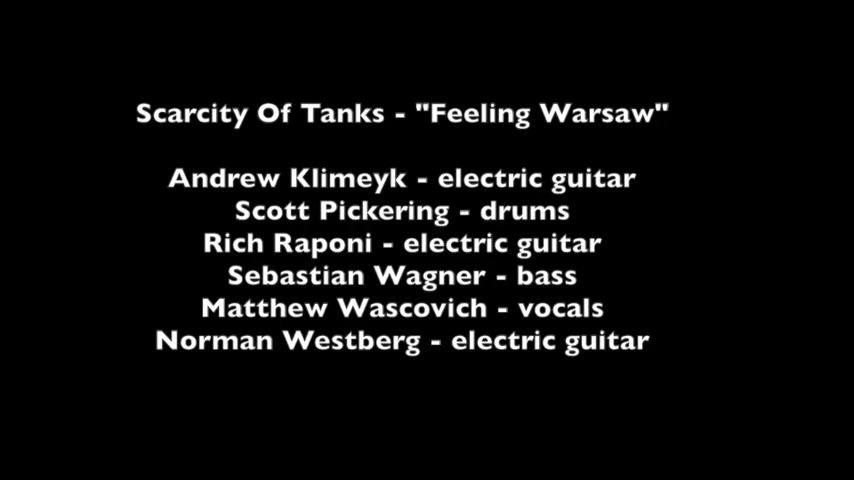 Scarcity Of Tanks - "Feeling Warsaw"
Andrew Klimeyk - electric guitar
Scott Pickering - drums
Rich Raponi - electric guitar
Sebastian Wagner - bass
Matthew Wascovich - vocals
Norman Westberg - electric guitar